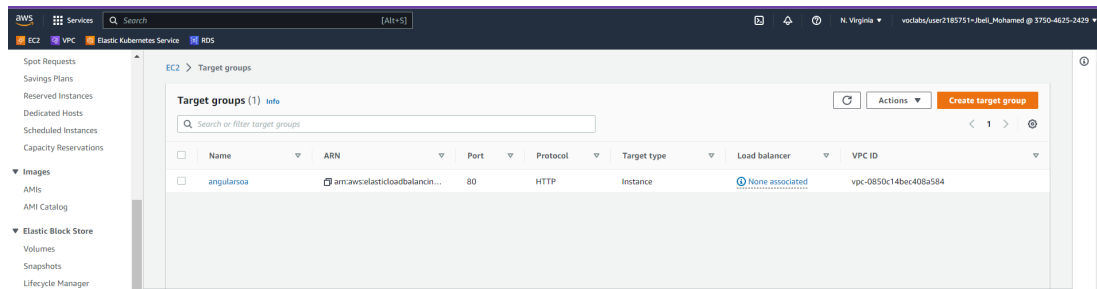 aws Services Search [Alt+S] N. Virginia voclabs/user2185751=Jbeli_Mohamed @ 3750-4625-2429
EC2 VPC Elastic Kubernetes Service RDS
Spot Requests
Savings Plans
Reserved Instances
Dedicated Hosts
Scheduled Instances
Capacity Reservations
Images
AMIs
AMI Catalog
Elastic Block Store
Volumes
Snapshots
Lifecycle Manager
EC2 > Target groups
Target groups (1) Info Actions Create target group
Search or filter target groups < 1 >
Name ARN Port Protocol Target type Load balancer VPC ID
angularsoa arn:aws:elasticloadbalancin... 80 HTTP Instance None associated vpc-0850c14bec408a584